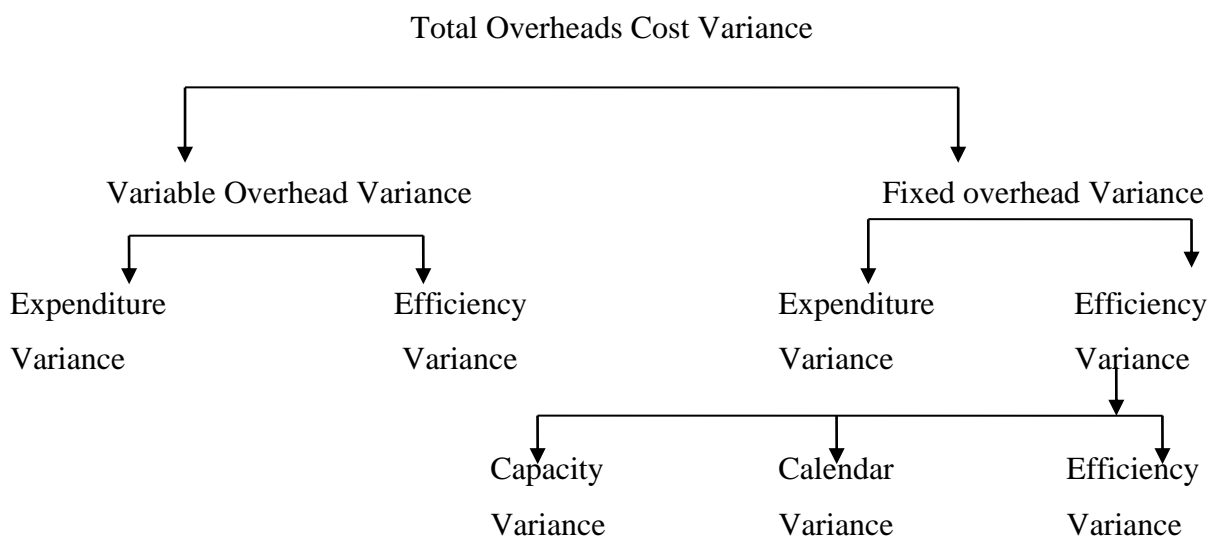 Total Overheads Cost Variance
Variable Overhead Variance
Fixed overhead Variance
Expenditure
Variance
Efficiency
Variance
Expenditure
Variance
Efficiency
Variance
Capacity
Variance
Calendar
Variance
Efficiency
Variance